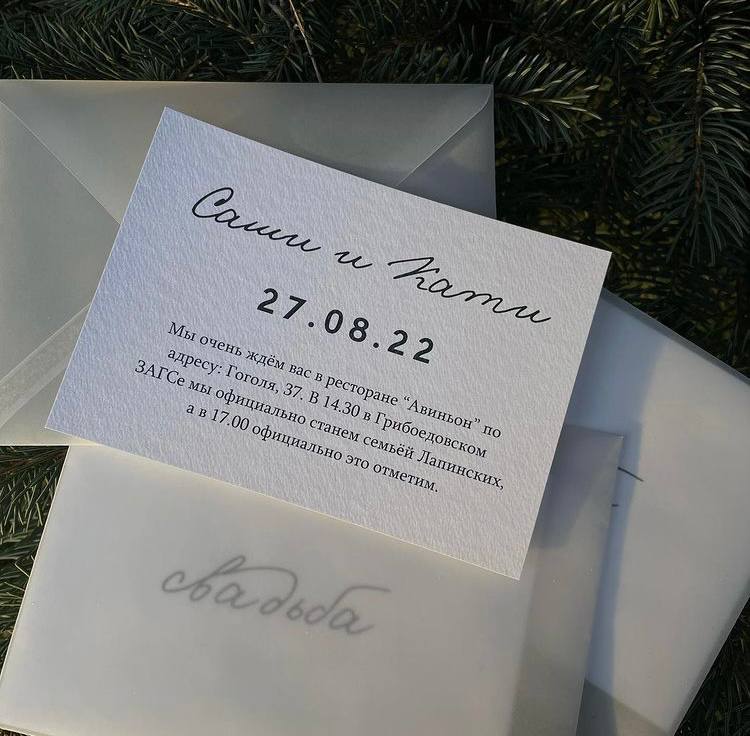 Саши и Кати
27.08.22
Мы очень ждём вас в ресторане “Авиньон” по
адресу: Гоголя, 37. В 14.30 в Грибоедовском
ЗАГСе мы официально станем семьёй Лапинских,
а в 17.00 официально это отметим.
свадьба